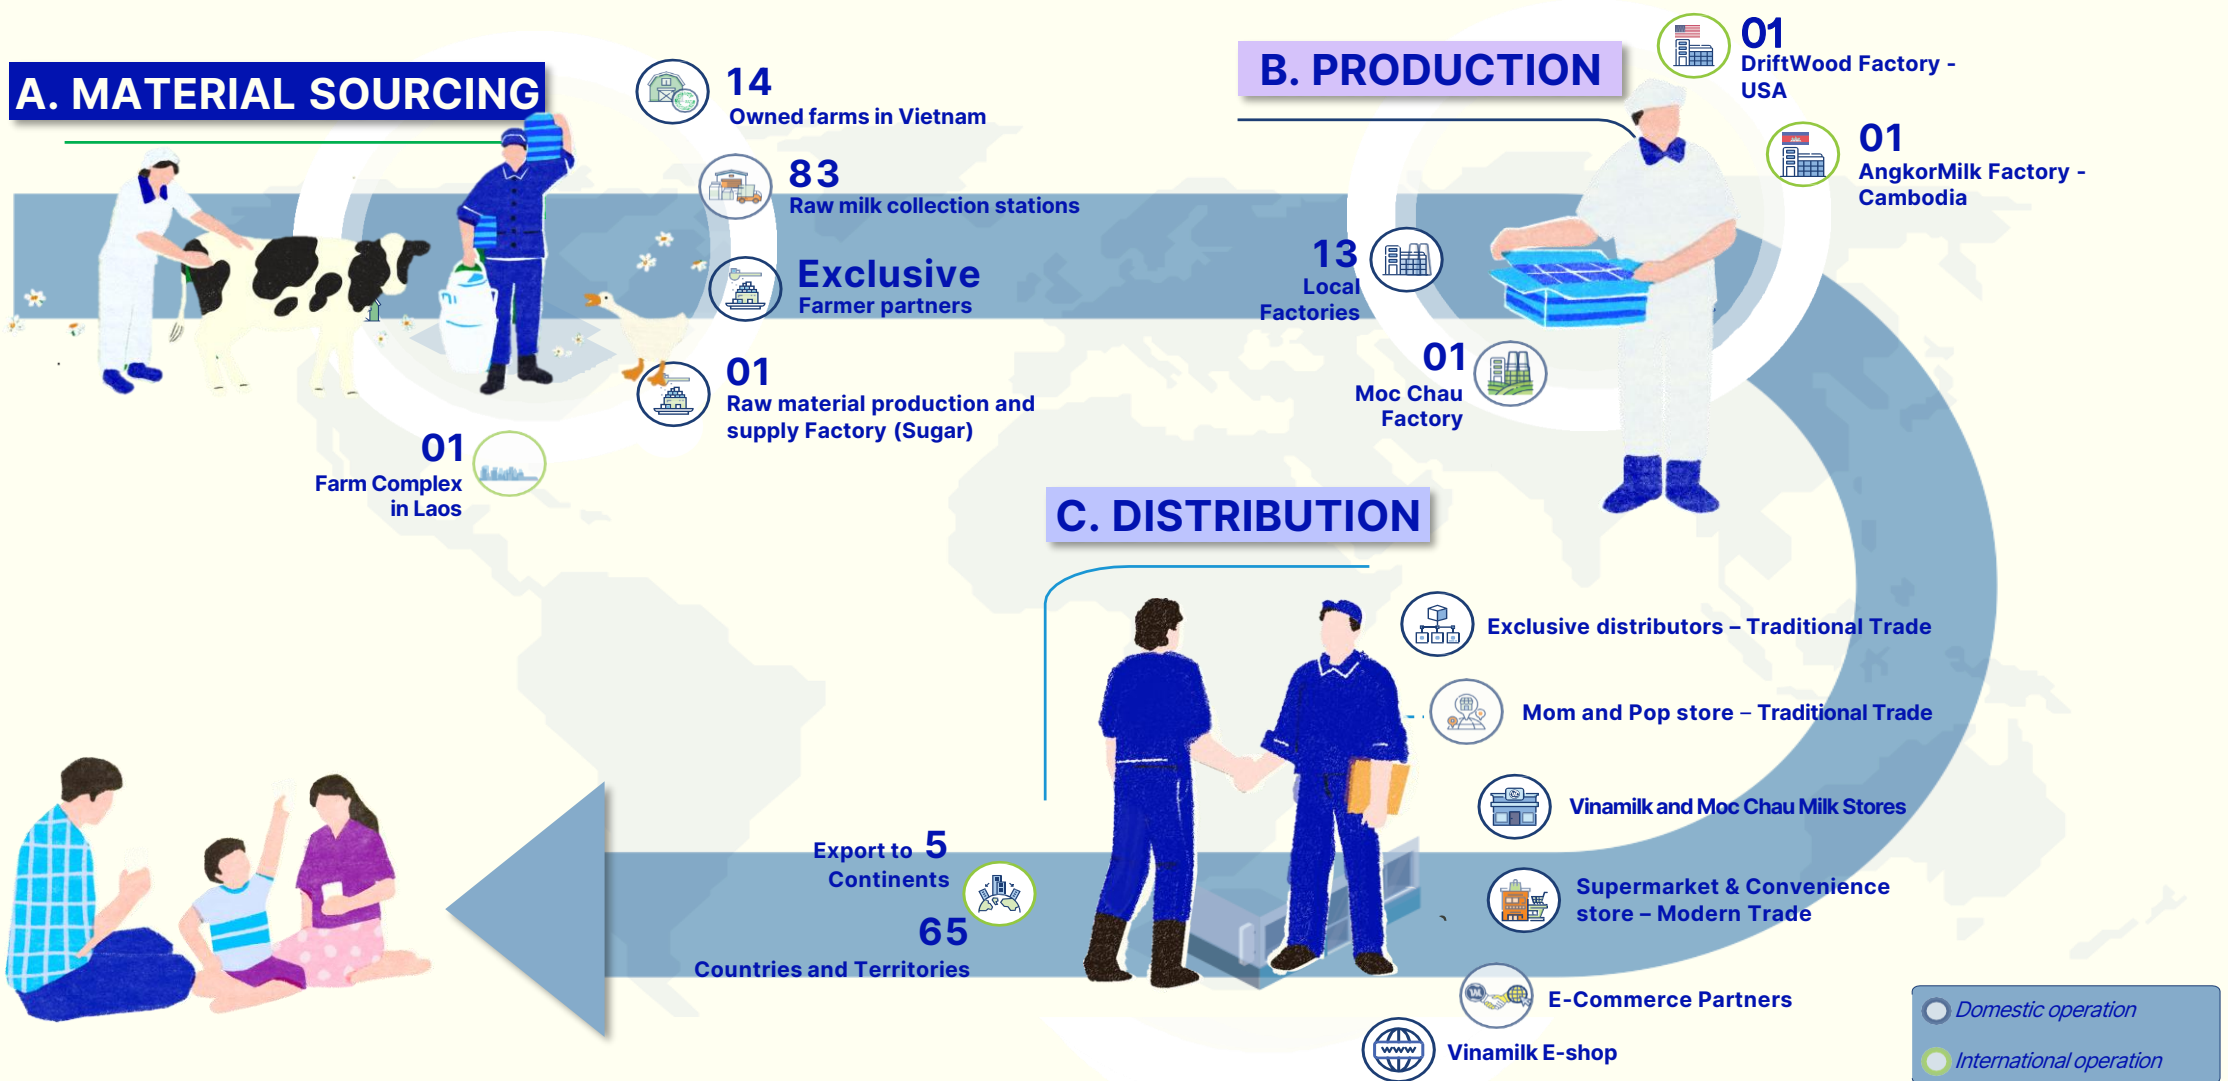 A. MATERIAL SOURCING
14
Owned farms in Vietnam
83
Raw milk collection stations
Exclusive
Farmer partners
01
Raw material production and
supply Factory (Sugar)
01
Farm Complex
in Laos
B. PRODUCTION
01
DriftWood Factory -
USA
01
AngkorMilk Factory -
Cambodia
13
Local
Factories
01
Moc Chau
Factory
C. DISTRIBUTION
Exclusive distributors – Traditional Trade
Mom and Pop store – Traditional Trade
Vinamilk and Moc Chau Milk Stores
Supermarket & Convenience
store – Modern Trade
E-Commerce Partners
www
Vinamilk E-shop
Export to 5
Continents
65
Countries and Territories
Domestic operation
International operation